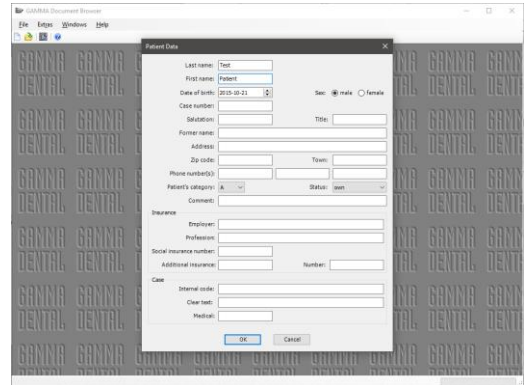 GAMMA Document Browser
File Extras Windows Help
Patient Data
Last name: Test
First name: Patient
Date of birth: 2015-10-21 Sex: male female
Case number:
Salutation: Title:
Former name:
Address:
Zip code: Town:
Phone number(s):
Patient's category: A Status: own
Comment:
Insurance
Employer:
Profession:
Social insurance number:
Additional insurance: Number:
Case
Internal code:
Clear text:
Medical:
OK Cancel
GAMMA DENTAL